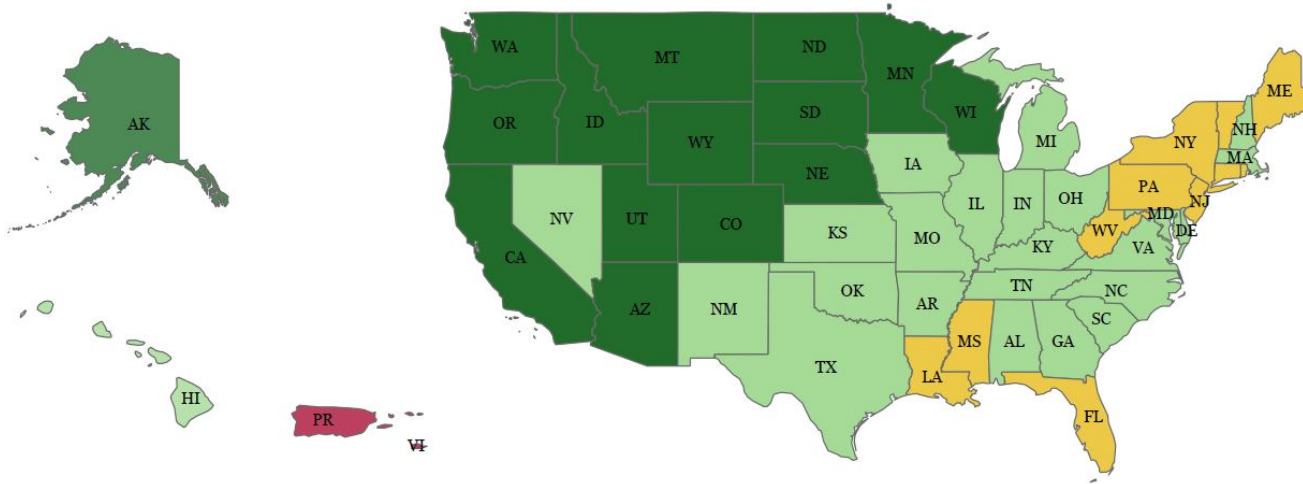 WA
MT
ND
MN
ME
AK
OR
ID
SD
WI
NH
NY
MI
MA
WY
NE
IA
PA
NV
UT
CO
IL
IN
OH
NJ
MD
CA
KS
MO
WV
DE
KY
VA
AZ
NM
OK
AR
TN
NC
SC
TX
MS
AL
GA
LA
HI
PR
FL
VI